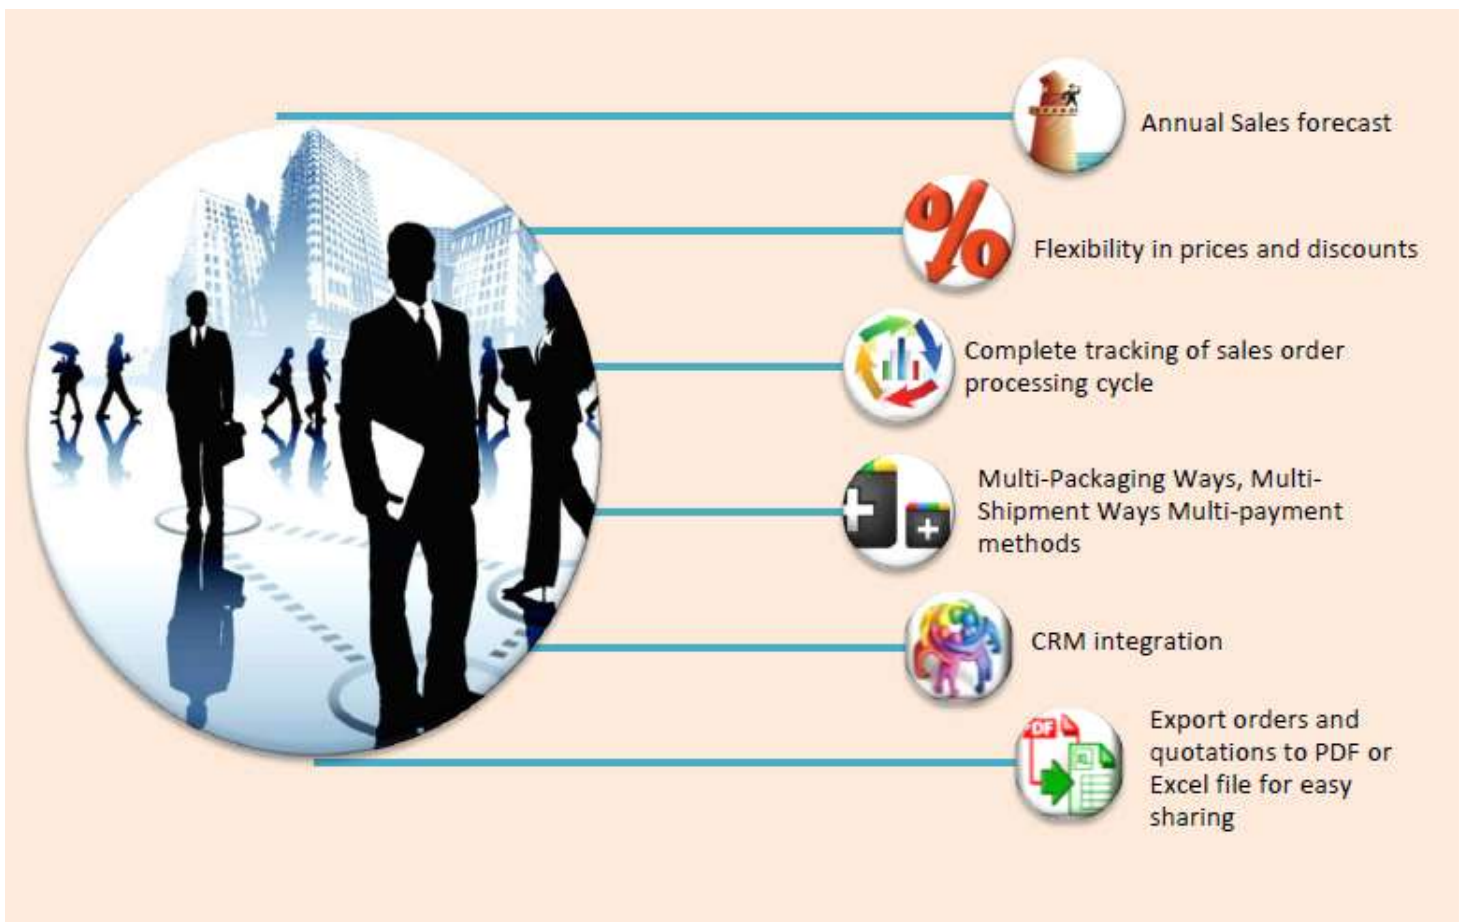 Annual Sales forecast
Flexibility in prices and discounts
Complete tracking of sales order
processing cycle
Multi-Packaging Ways, Multi-
Shipment Ways Multi-payment
methods
CRM integration
PDF
XL
Export orders and
quotations to PDF or
Excel file for easy
sharing